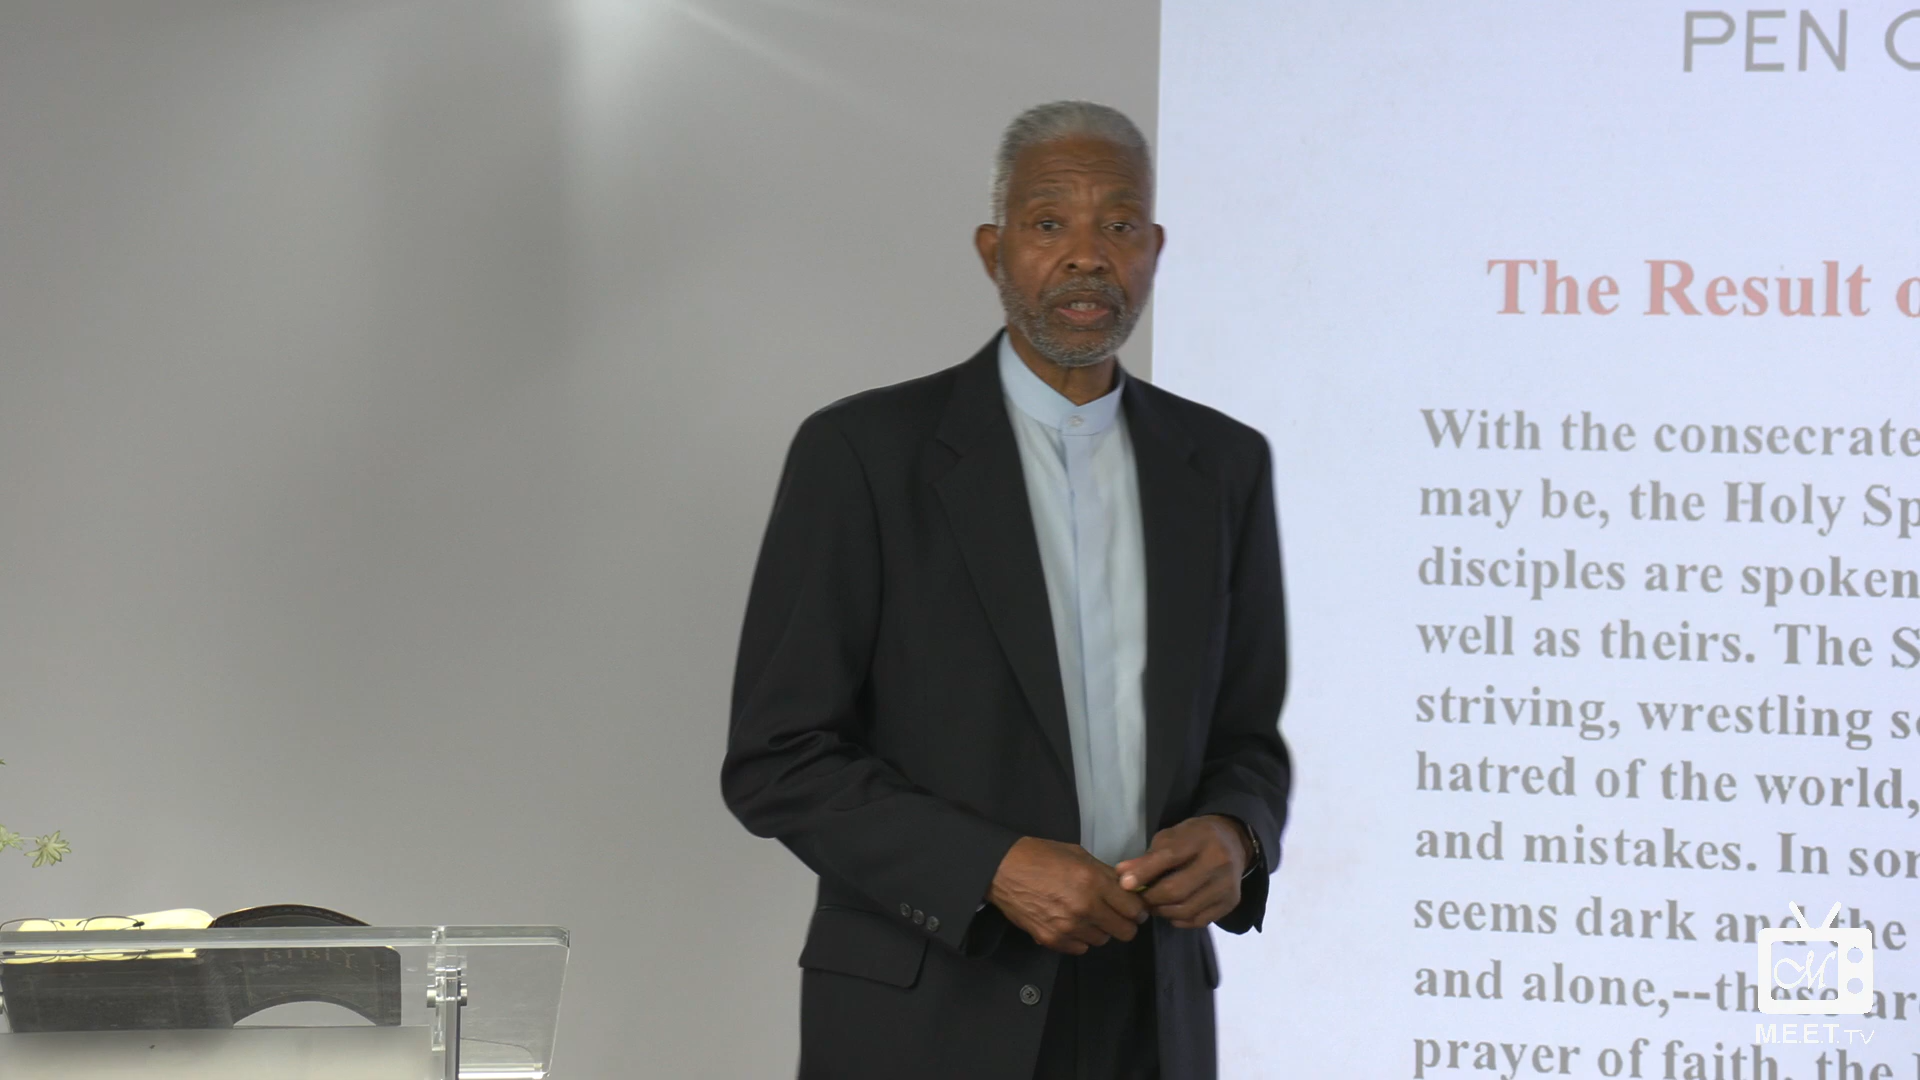 PEN
The Result
With the consecrate
may be, the Holy Sp
disciples are spoken
well as theirs. The S
striving, wrestling s
hatred of the world,
and mistakes. In so
seems dark and the
and alone,--these ar
prayer of faith, the
BIBLE
M
M.E.E.T. TV